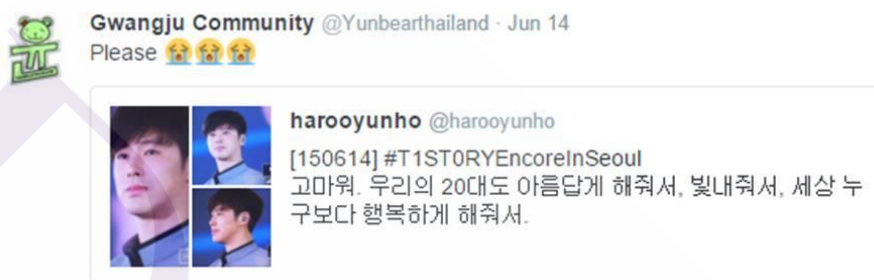 Gwangju Community @Yunbearthailand · Jun 14
Please 😭😭😭
harooyunho @harooyunho
[150614] #T1ST0RYEncoreInSeoul
고마워. 우리의 20대도 아름답게 해줘서, 빛내줘서, 세상 누
구보다 행복하게 해줘서.